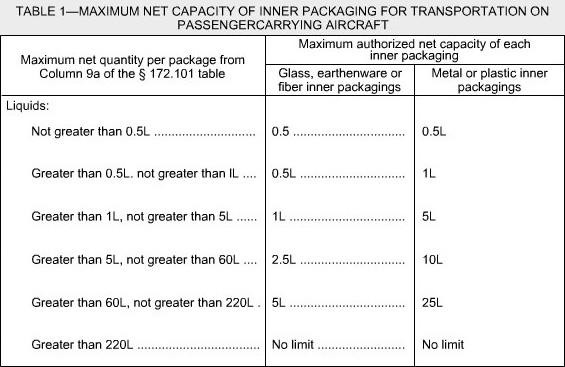 TABLE 1—MAXIMUM NET CAPACITY OF INNER PACKAGING FOR TRANSPORTATION ON
PASSENGERCARRYING AIRCRAFT
Maximum net quantity per package from
Column 9a of the § 172.101 table
Maximum authorized net capacity of each
inner packaging
Glass, earthenware or
fiber inner packagings
Metal or plastic inner
packagings
Liquids:
Not greater than 0.5L ............................ 0.5 ............................... 0.5L
Greater than 0.5L. not greater than IL .... 0.5L ............................. 1L
Greater than 1L, not greater than 5L ...... 1L ................................ 5L
Greater than 5L, not greater than 60L .... 2.5L ............................. 10L
Greater than 60L, not greater than 220L . 5L ................................ 25L
Greater than 220L .................................. No limit ........................ No limit